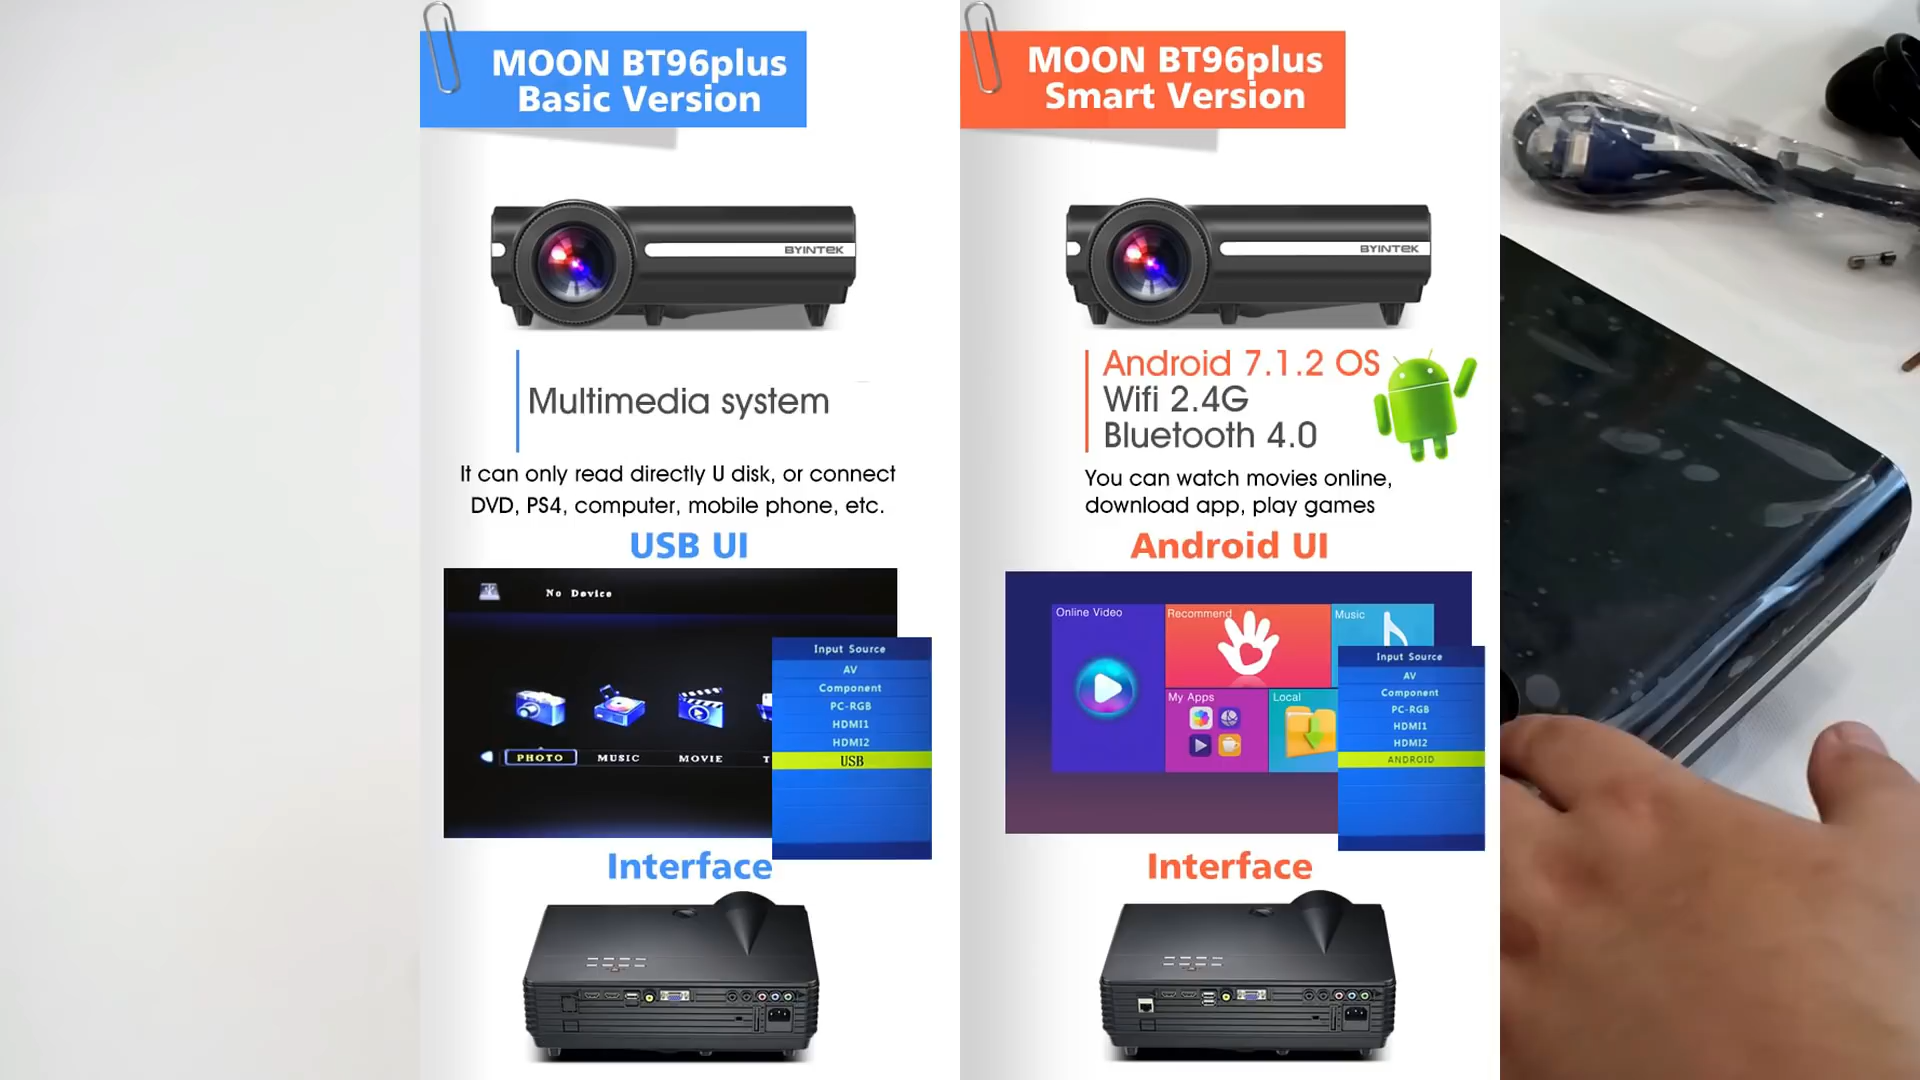 MOON BT96plus
Basic Version
BYINTEK
Multimedia system
It can only read directly U disk, or connect
DVD, PS4, computer, mobile phone, etc.
USB UI
No Device
PHOTO
MUSIC
MOVIE
T
Input Source
AV
Component
PC-RGB
HDMI1
HDMI2
USB
Interface
MOON BT96plus
Smart Version
BYINTEK
Android 7.1.2 OS
Wifi 2.4G
Bluetooth 4.0
You can watch movies online,
download app, play games
Android UI
Online Video
Recommend
Music
My Apps
Local
Input Source
AV
Component
PC-RGB
HDMI1
HDMI2
ANDROID
Interface